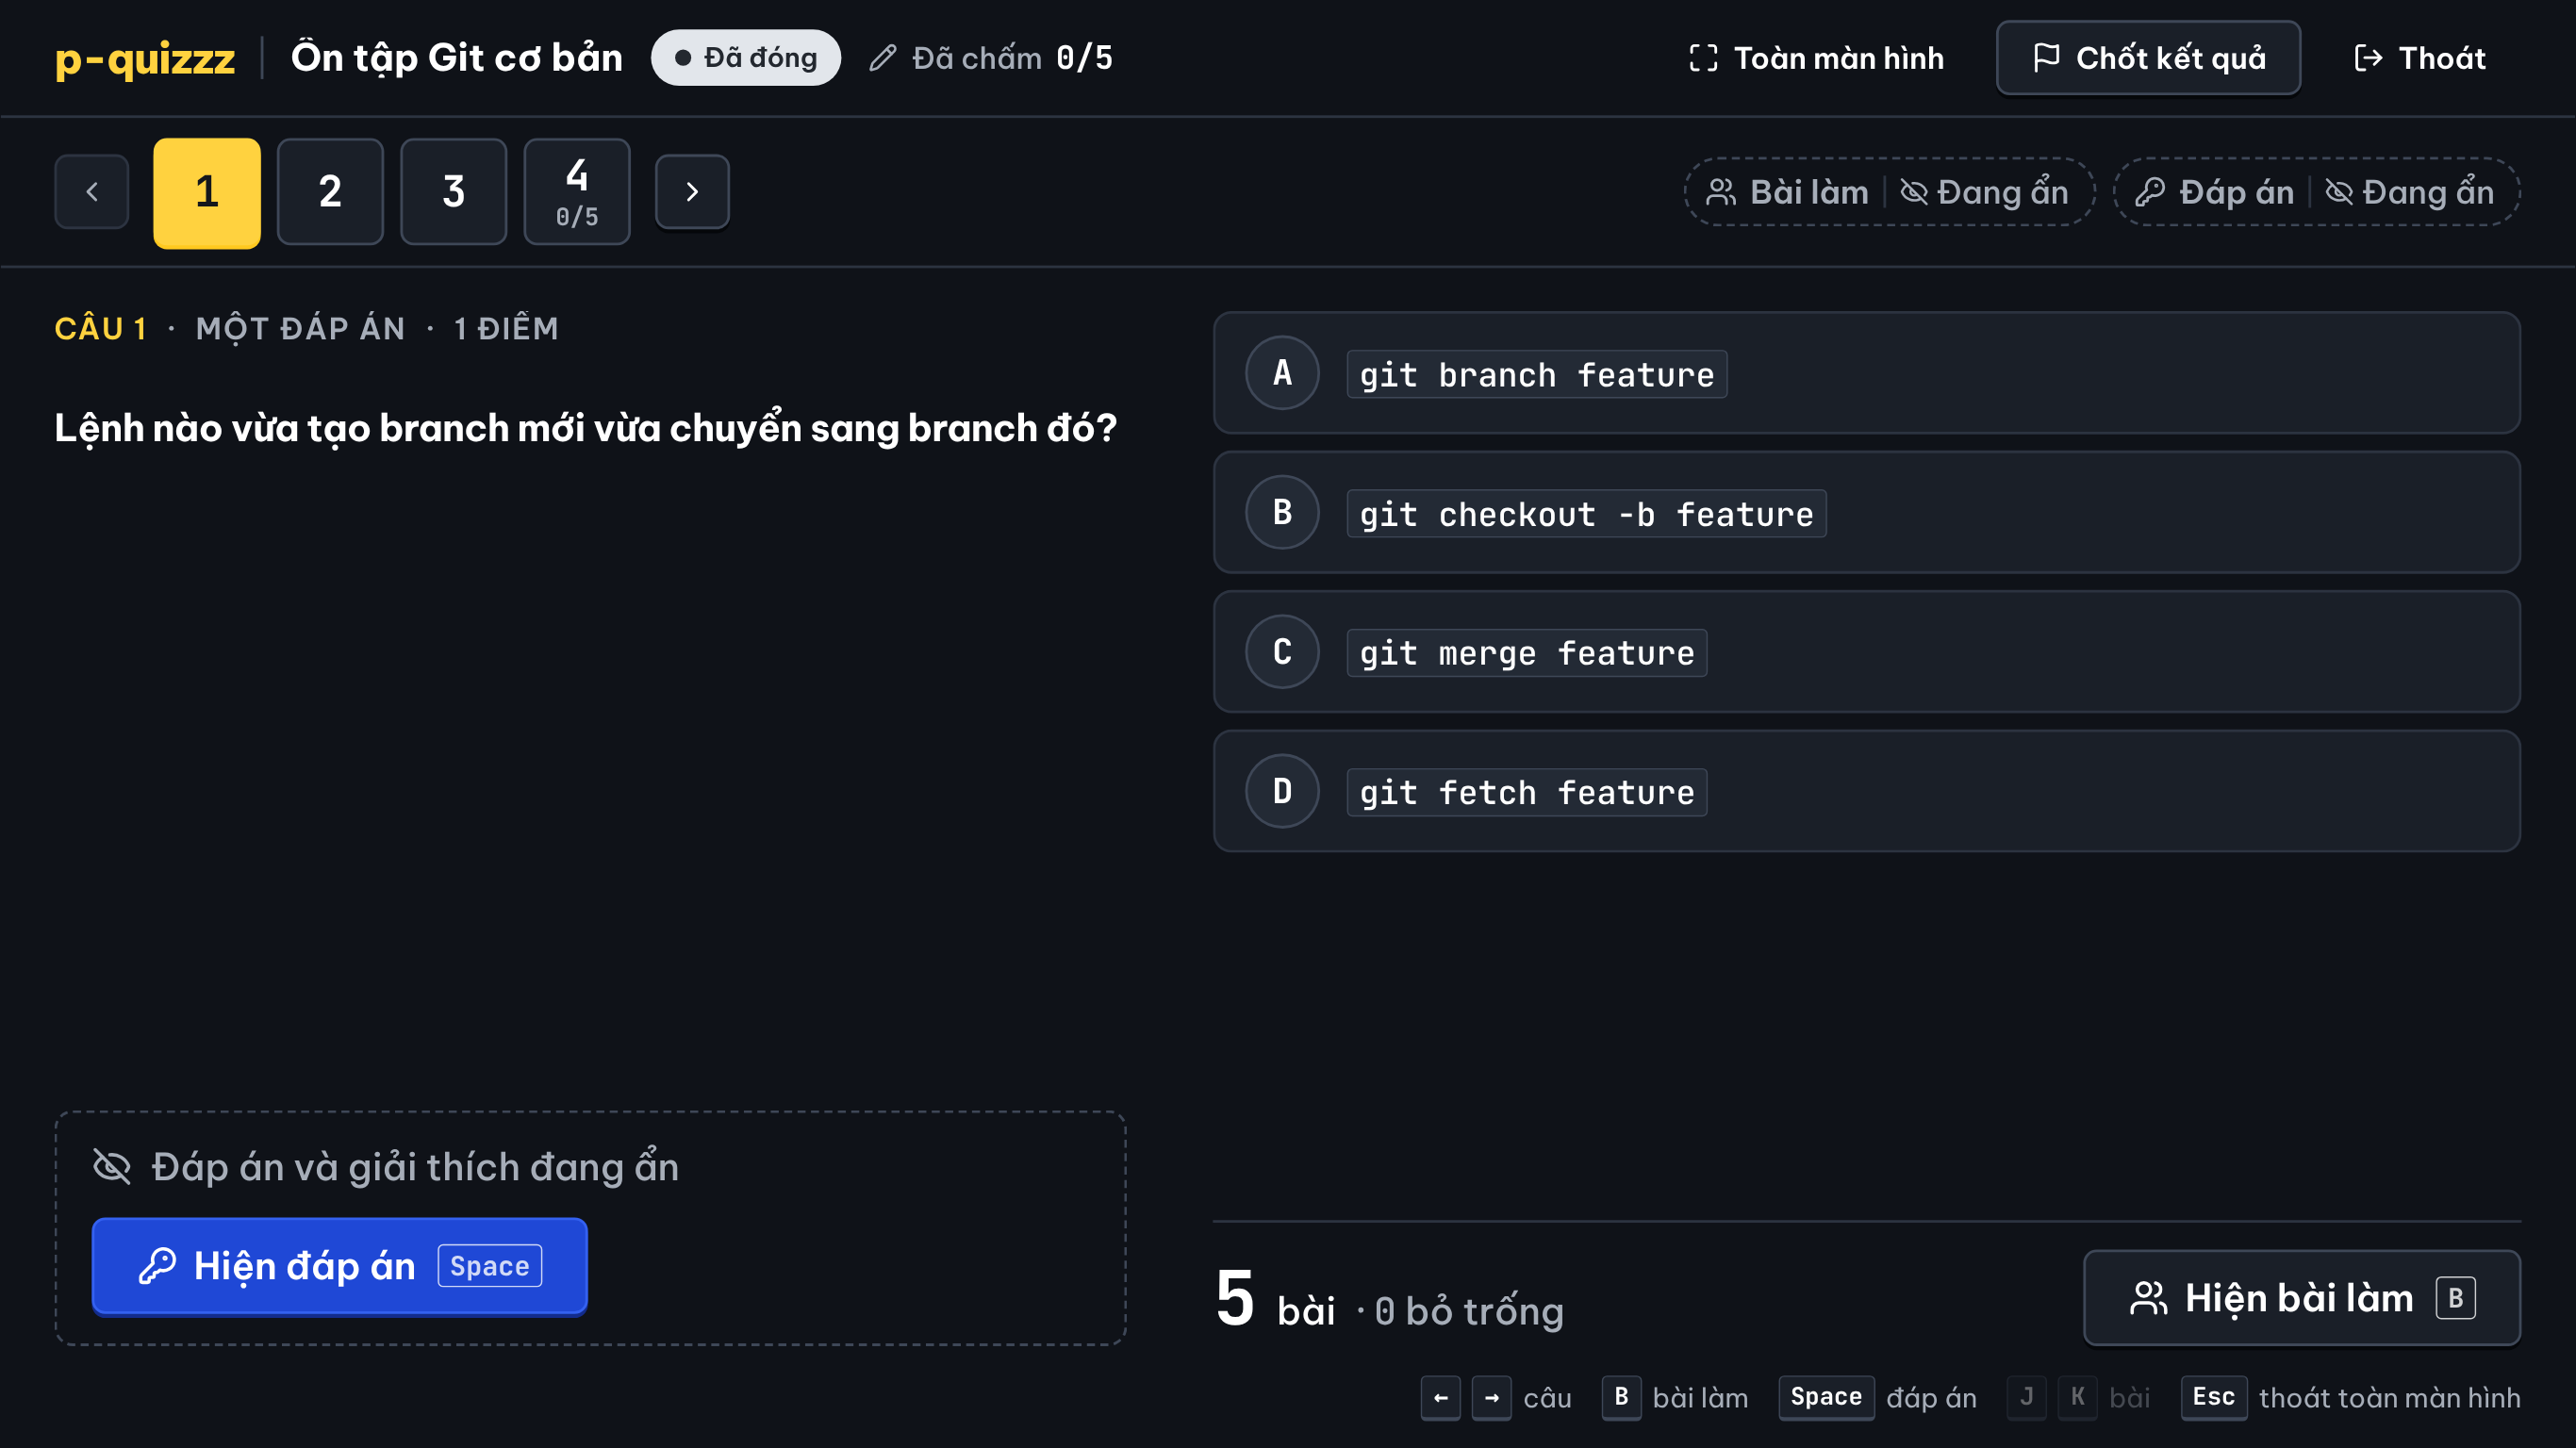 p-quizzz Ôn tập Git cơ bản Đã đóng Đã chấm 0/5 Toàn màn hình Chốt kết quả Thoát
1 2 3 4 Bài làm Đang ẩn Đáp án Đang ẩn
0/5
CÂU 1 · MỘT ĐÁP ÁN · 1 ĐIỂM
Lệnh nào vừa tạo branch mới vừa chuyển sang branch đó?
A git branch feature
B git checkout -b feature
C git merge feature
D git fetch feature
Đáp án và giải thích đang ẩn
Hiện đáp án Space
5 bài · 0 bỏ trống Hiện bài làm B
← → câu B bài làm Space đáp án J K bài Esc thoát toàn màn hình